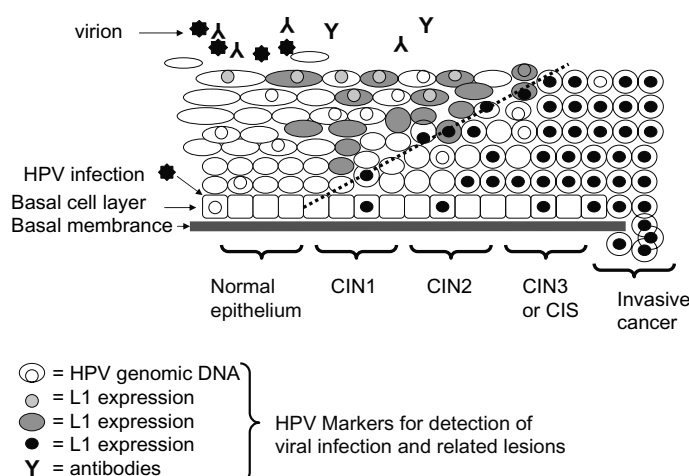 virion
HPV infection
Basal cell layer
Basal membrance
Normal
epithelium
CIN1
CIN2
CIN3
or CIS
Invasive
cancer
= HPV genomic DNA
= L1 expression
= L1 expression
= L1 expression
= antibodies
HPV Markers for detection of
viral infection and related lesions